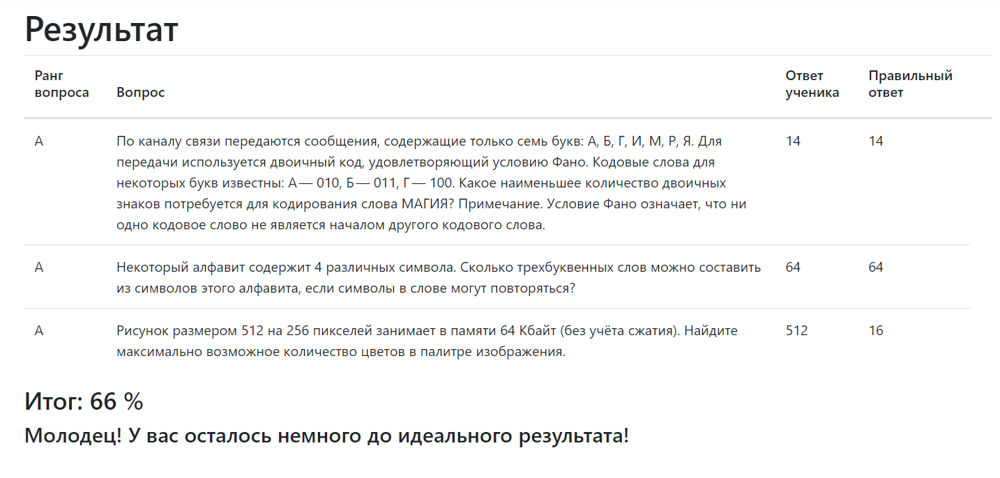 Результат
Ранг вопроса Вопрос Ответ ученика Правильный ответ
А По каналу связи передаются сообщения, содержащие только семь букв: А, Б, Г, И, М, Р, Я. Для 14 14
передачи используется двоичный код, удовлетворяющий условию Фано. Кодовые слова для
некоторых букв известны: А — 010, Б — 011, Г — 100. Какое наименьшее количество двоичных
знаков потребуется для кодирования слова МАГИЯ? Примечание. Условие Фано означает, что ни
одно кодовое слово не является началом другого кодового слова.
А Некоторый алфавит содержит 4 различных символа. Сколько трехбуквенных слов можно составить 64 64
из символов этого алфавита, если символы в слове могут повторяться?
А Рисунок размером 512 на 256 пикселей занимает в памяти 64 Кбайт (без учёта сжатия). Найдите 512 16
максимально возможное количество цветов в палитре изображения.
Итог: 66 %
Молодец! У вас осталось немного до идеального результата!